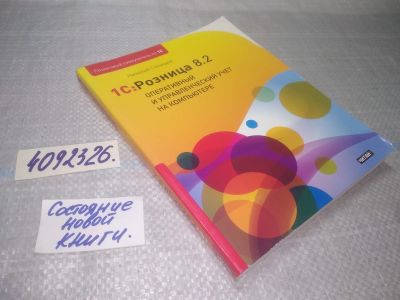 1С:Розница 8.2
ОПЕРАТИВНЫЙ
И УПРАВЛЕНЧЕСКИЙ УЧЕТ
НА КОМПЬЮТЕРЕ
4092326.
Состояние
новой
книги.